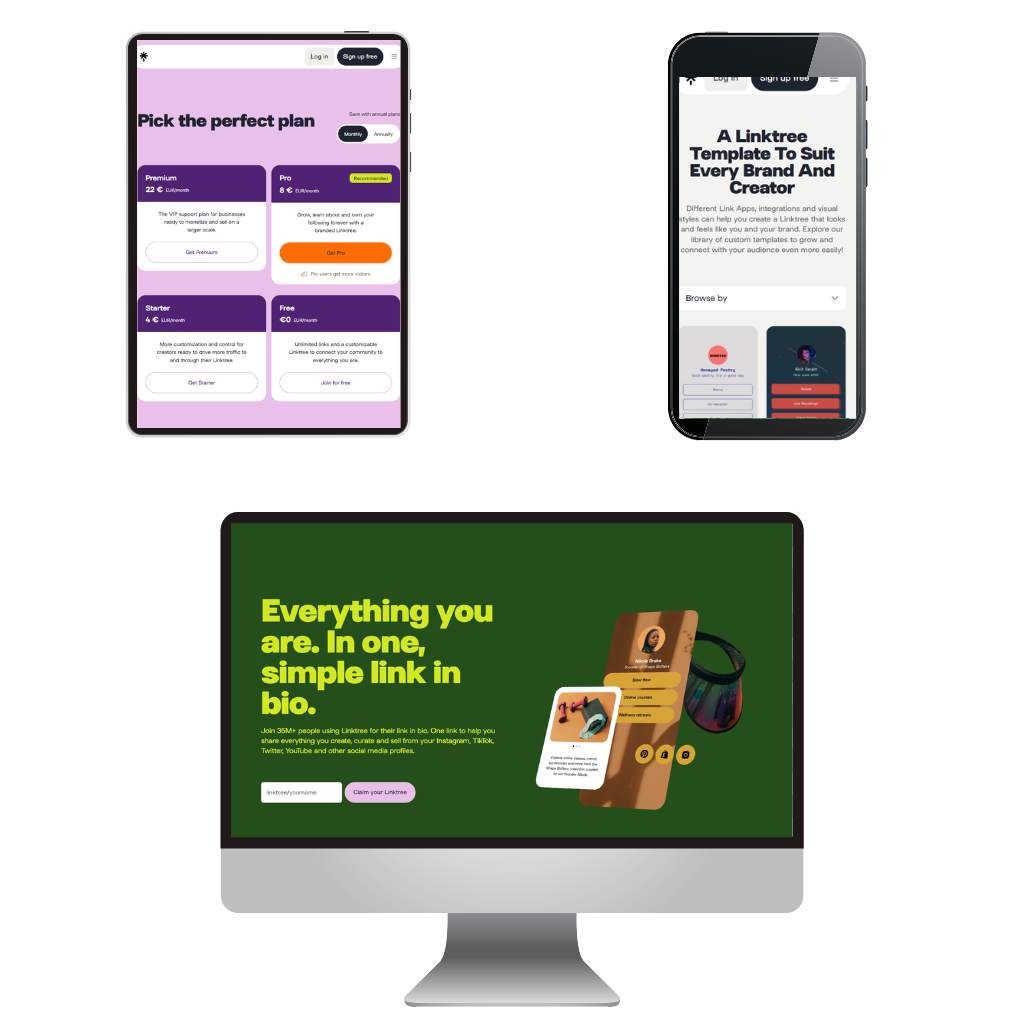 Log in
Sign up free
Pick the perfect plan
Save with annual plans
Monthly
Annually
Premium
22 € EUR/month
The VIP support plan for businesses
ready to monetize and sell on a
larger scale.
Get Premium
Pro
Recommended
8 € EUR/month
Grow, learn about and own your
following forever with a
branded Linktree.
Get Pro
Pro users get more visitors
Starter
4 € EUR/month
More customization and control for
creators ready to drive more traffic to
and through their Linktree.
Get Starter
Free
€0 EUR/month
Unlimited links and a customizable
Linktree to connect your community to
everything you are.
Join for free
Log in
Sign up free
A Linktree
Template To Suit
Every Brand And
Creator
Different Link Apps, integrations and visual
styles can help you create a Linktree that looks
and feels like you and your brand. Explore our
library of custom templates to grow and
connect with your audience even more easily!
Browse by
Honeyed Pastry
Good pastry for a good day
Everything you
are. In one,
simple link in
bio.
Join 35M+ people using Linktree for their link in bio. One link to help you
share everything you create, curate and sell from your Instagram, TikTok,
Twitter, YouTube and other social media profiles.
linktree/yourname
Claim your Linktree
Nikola Drake
Founder of Shape Shifters
Online courses
Wellness retreats
Explore online classes, merch,
accessories and more from the
Shape Shifters collection curated
by our founder Nikola.